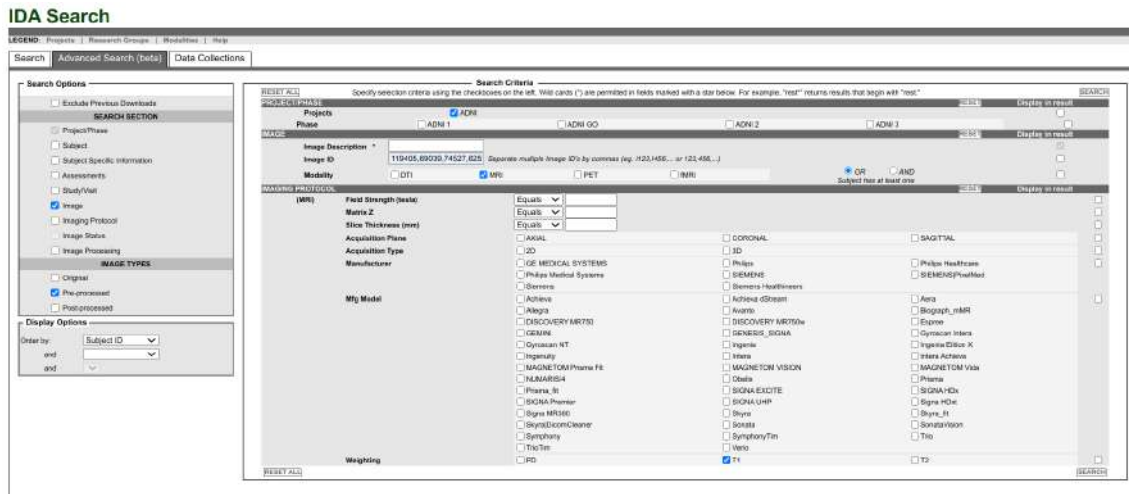 IDA Search
LEGEND: Projects | Research Groups | Modalities | Help
Search Advanced Search (beta) Data Collections
Search Options
Exclude Previous Downloads
SEARCH SECTION
Project/Phase
Subject
Subject Specific Information
Assessments
Study/Visit
Image
Imaging Protocol
Image Status
Image Processing
IMAGE TYPES
Original
Pre-processed
Post-processed
Display Options
Order by: Subject ID
and
and
Search Criteria
RESET ALL Specify selection criteria using the checkboxes on the left. Wild cards (*) are permitted in fields marked with a star below. For example, "rest*" returns results that begin with "rest." SEARCH
PROJECT/PHASE RESET Display in result
Projects ADNI
Phase ADNI 1 ADNI GO ADNI 2 ADNI 3
IMAGE RESET Display in result
Image Description *
Image ID 119405,69039,74527,625 Separate multiple Image ID's by commas (eg. I123,I456,... or 123,456,...)
Modality DTI MRI PET fMRI OR AND
Subject has at least one
IMAGING PROTOCOL RESET Display in result
(MRI) Field Strength (tesla) Equals
Matrix Z Equals
Slice Thickness (mm) Equals
Acquisition Plane AXIAL CORONAL SAGITTAL
Acquisition Type 2D 3D
Manufacturer GE MEDICAL SYSTEMS Philips Philips Healthcare
Philips Medical Systems SIEMENS SIEMENS|PixelMed
Siemens Siemens Healthineers
Mfg Model Achieva Achieva dStream Aera
Allegra Avanto Biograph_mMR
DISCOVERY MR750 DISCOVERY MR750w Espree
GEMINI GENESIS_SIGNA Gyroscan Intera
Gyroscan NT Ingenia Ingenia Elition X
Ingenuity Intera Intera Achieva
MAGNETOM Prisma Fit MAGNETOM VISION MAGNETOM Vida
NUMARIS/4 Obelix Prisma
Prisma_fit SIGNA EXCITE SIGNA HDx
SIGNA Premier SIGNA UHP Signa HDxt
Signa MR380 Skyra Skyra_fit
Skyra|DicomCleaner Sonata SonataVision
Symphony SymphonyTim Trio
TrioTim Verio
Weighting PD T1 T2
RESET ALL SEARCH